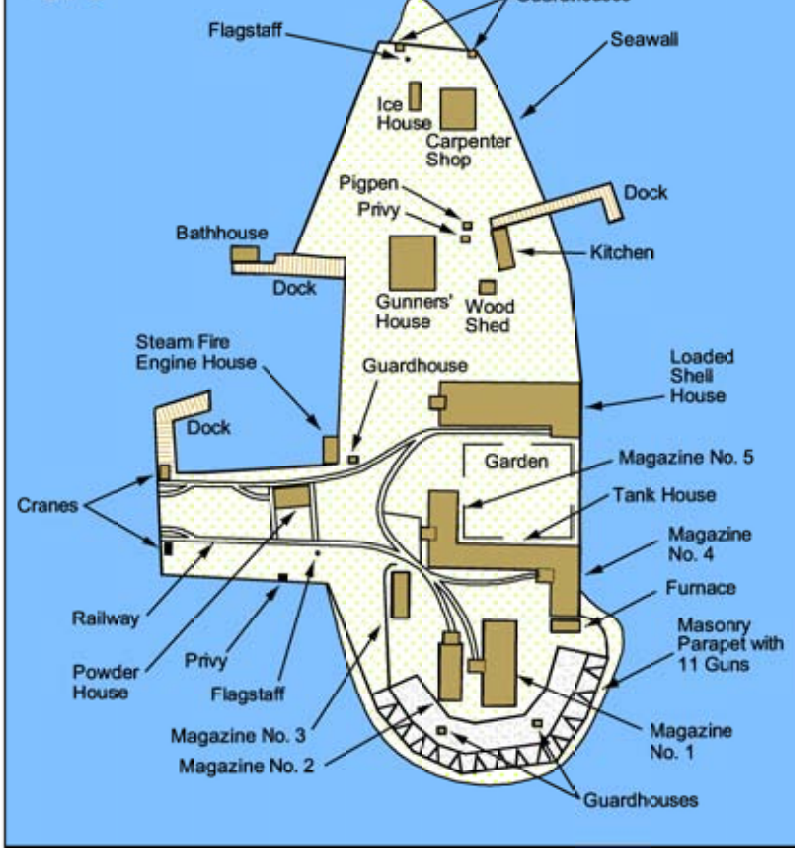 Guardhouses
Flagstaff
Seawall
Ice
House
Carpenter
Shop
Pigpen
Privy
Dock
Bathhouse
Kitchen
Dock
Gunners'
House
Wood
Shed
Steam Fire
Engine House
Guardhouse
Loaded
Shell
House
Dock
Garden
Magazine No. 5
Cranes
Tank House
Magazine
No. 4
Furnace
Railway
Masonry
Parapet with
11 Guns
Privy
Powder
House
Flagstaff
Magazine No. 3
Magazine
No. 1
Magazine No. 2
Guardhouses